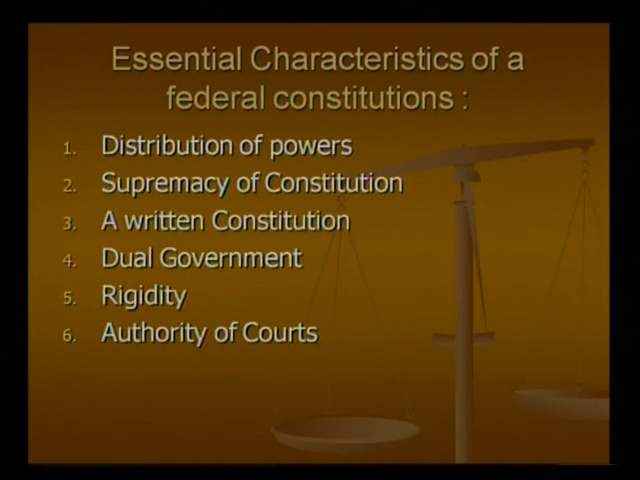 Essential Characteristics of a
federal constitutions :
1. Distribution of powers
2. Supremacy of Constitution
3. A written Constitution
4. Dual Government
5. Rigidity
6. Authority of Courts